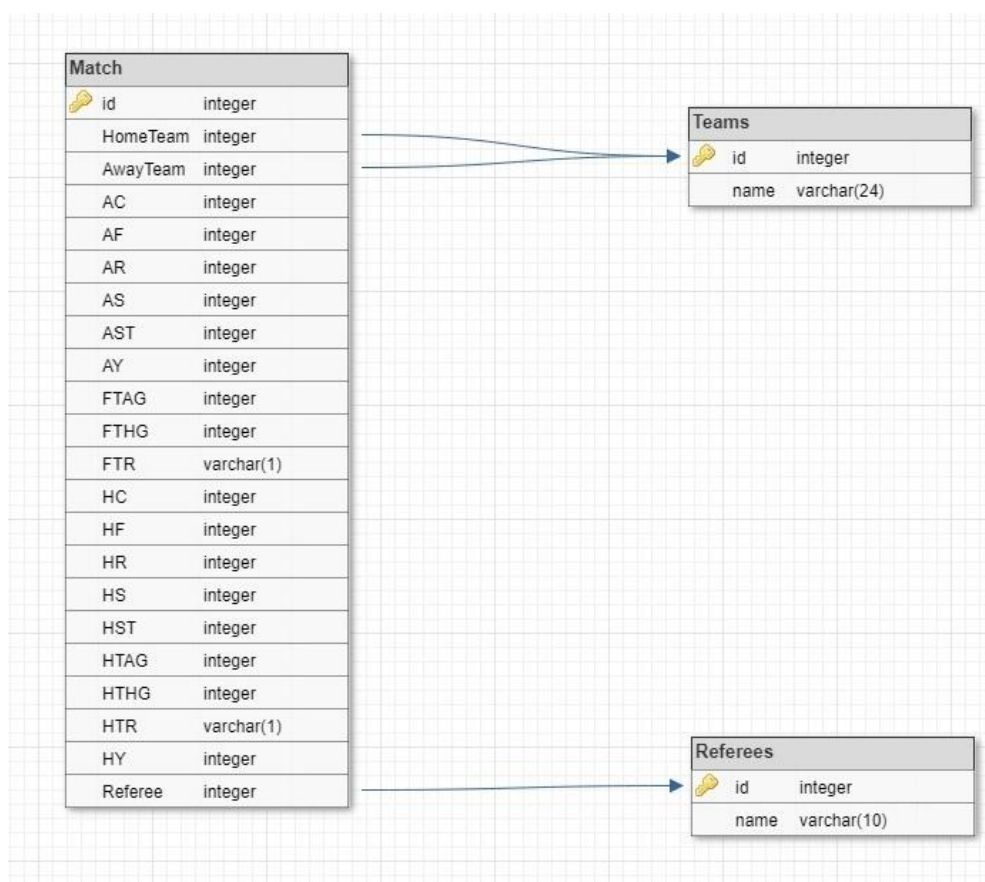 Match
id integer
HomeTeam integer
AwayTeam integer
AC integer
AF integer
AR integer
AS integer
AST integer
AY integer
FTAG integer
FTHG integer
FTR varchar(1)
HC integer
HF integer
HR integer
HS integer
HST integer
HTAG integer
HTHG integer
HTR varchar(1)
HY integer
Referee integer
Teams
id integer
name varchar(24)
Referees
id integer
name varchar(10)